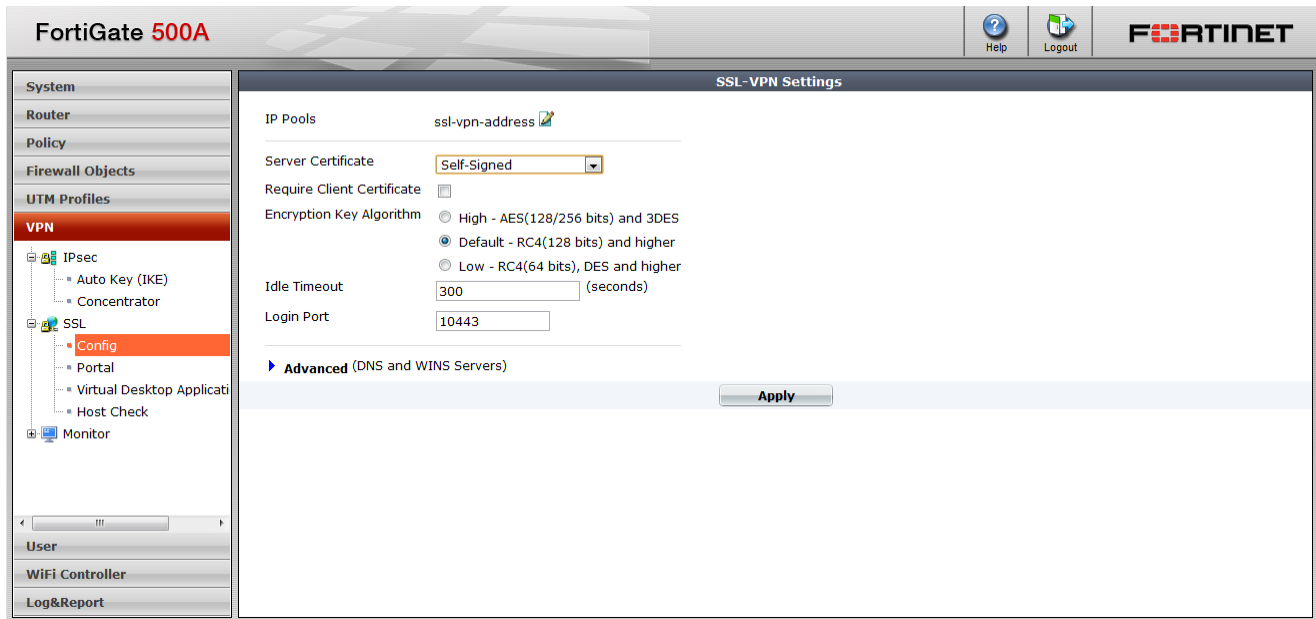 FortiGate 500A
Help
Logout
FORTINET
System
Router
Policy
Firewall Objects
UTM Profiles
VPN
IPsec
Auto Key (IKE)
Concentrator
SSL
Config
Portal
Virtual Desktop Applicati
Host Check
Monitor
User
WiFi Controller
Log&Report
SSL-VPN Settings
IP Pools ssl-vpn-address
Server Certificate Self-Signed
Require Client Certificate
Encryption Key Algorithm High - AES(128/256 bits) and 3DES
Default - RC4(128 bits) and higher
Low - RC4(64 bits), DES and higher
Idle Timeout 300 (seconds)
Login Port 10443
Advanced (DNS and WINS Servers)
Apply